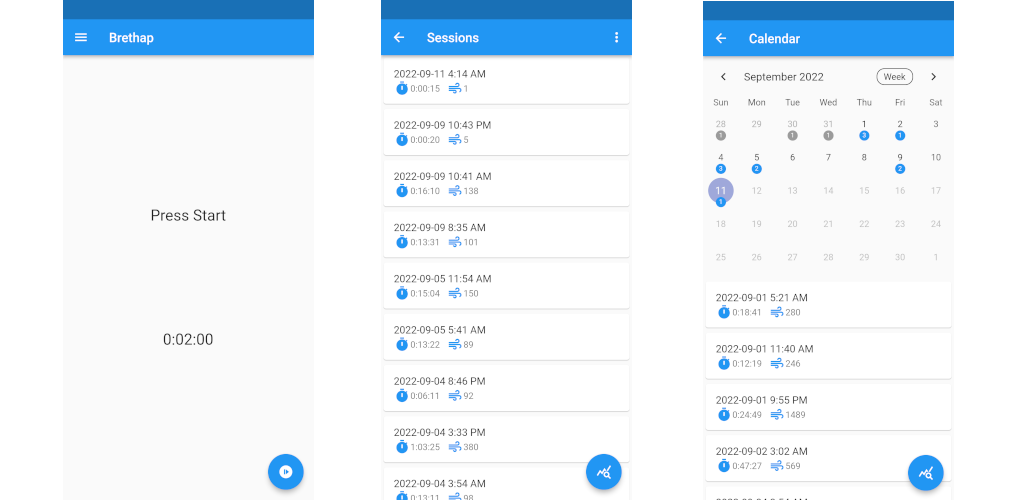 Brethap
Press Start
0:02:00
Sessions
2022-09-11 4:14 AM
0:00:15 1
2022-09-09 10:43 PM
0:00:20 5
2022-09-09 10:41 AM
0:16:10 138
2022-09-09 8:35 AM
0:13:31 101
2022-09-05 11:54 AM
0:15:04 150
2022-09-05 5:41 AM
0:13:22 89
2022-09-04 8:46 PM
0:06:11 92
2022-09-04 3:33 PM
1:03:25 380
2022-09-04 3:54 AM
0:13:11 98
Calendar
September 2022 Week
Sun Mon Tue Wed Thu Fri Sat
28 29 30 31 1 2 3
1 1 1 3 1
4 5 6 7 8 9 10
3 2 2
11 12 13 14 15 16 17
1
18 19 20 21 22 23 24
25 26 27 28 29 30 1
2022-09-01 5:21 AM
0:18:41 280
2022-09-01 11:40 AM
0:12:19 246
2022-09-01 9:55 PM
0:24:49 1489
2022-09-02 3:02 AM
0:47:27 569